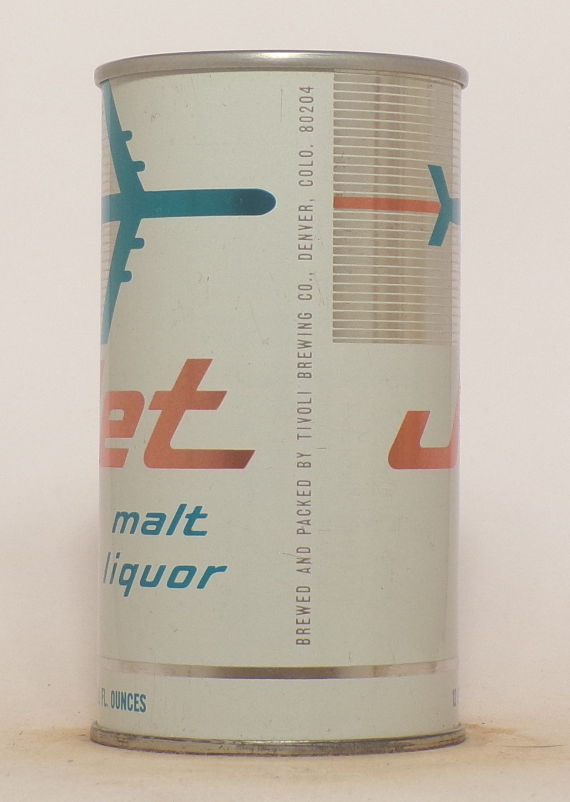 et
malt
liquor
FL. OUNCES
BREWED AND PACKED BY TIVOLI BREWING CO., DENVER, COLO. 80204
J